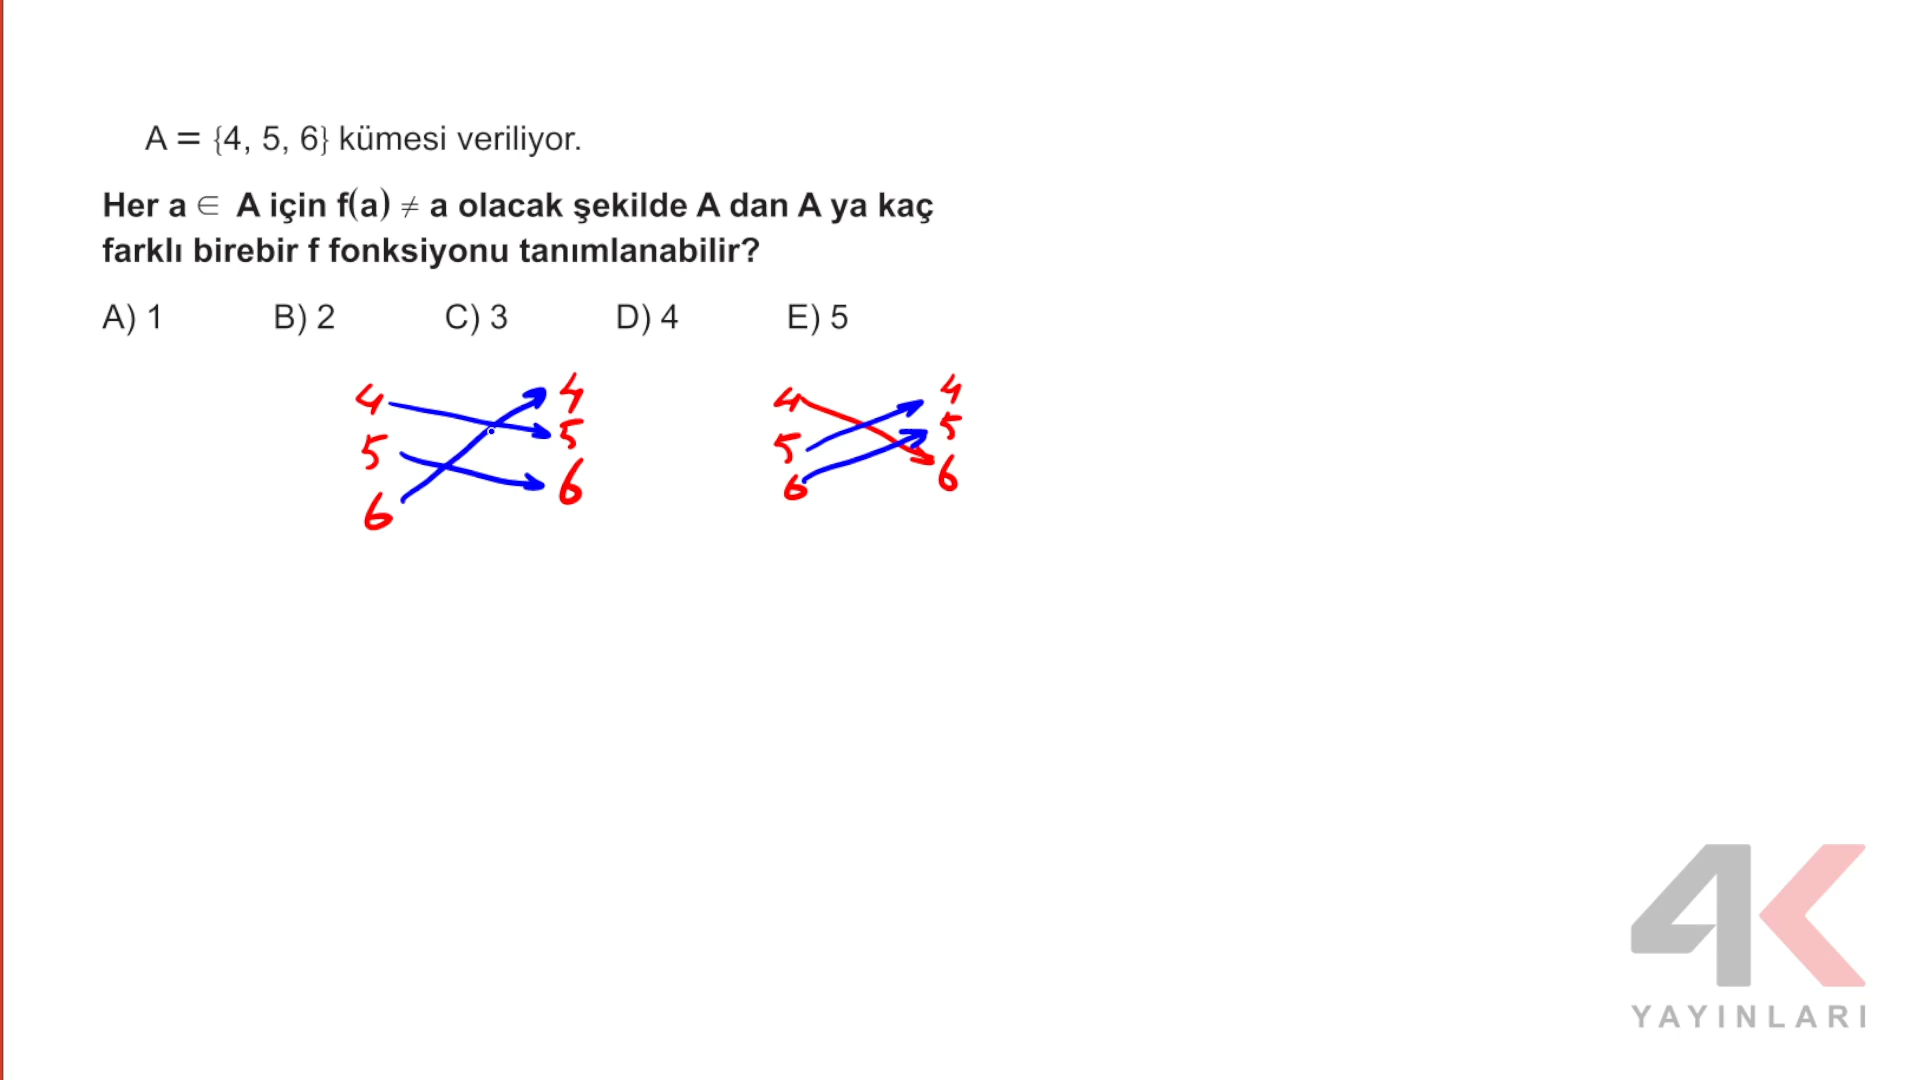 A = {4, 5, 6} kümesi veriliyor.
Her a ∈ A için f(a) ≠ a olacak şekilde A dan A ya kaç
farklı birebir f fonksiyonu tanımlanabilir?
A) 1 B) 2 C) 3 D) 4 E) 5
4 4 4 4
5 5 5 5
6 6 6 6
4K
YAYINLARI